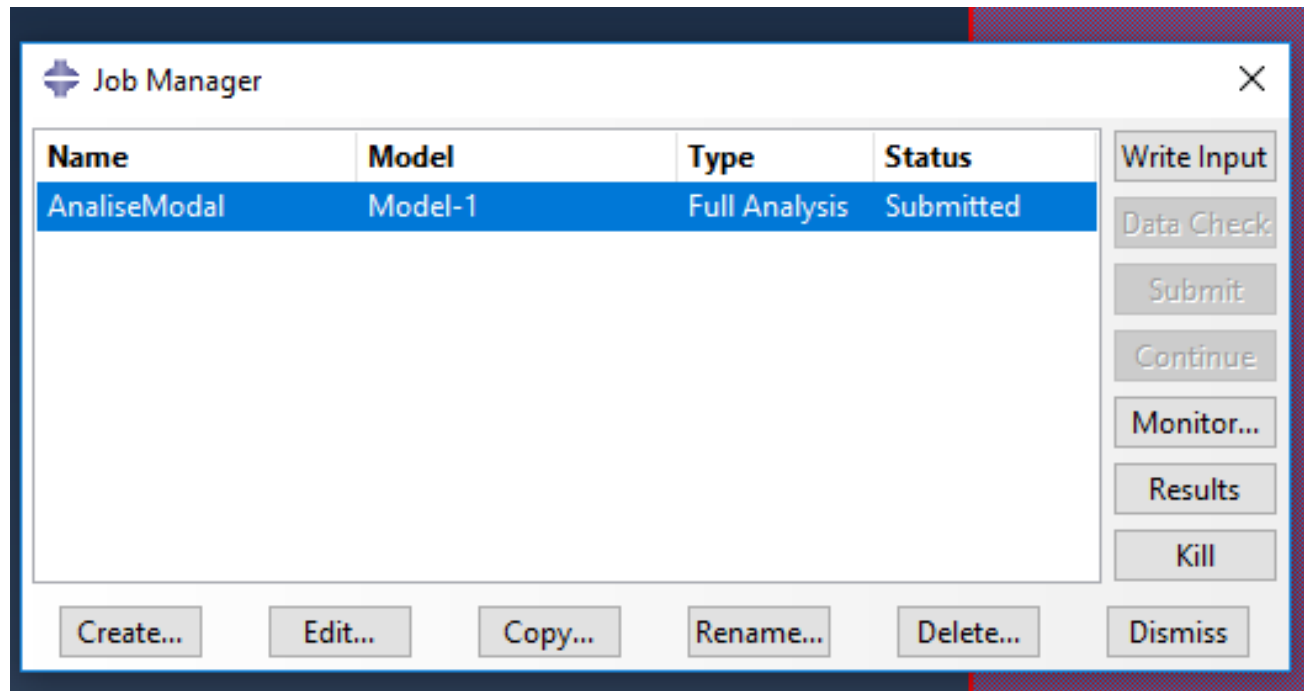 Job Manager
Name Model Type Status
AnaliseModal Model-1 Full Analysis Submitted
Write Input
Data Check
Submit
Continue
Monitor...
Results
Kill
Create... Edit... Copy... Rename... Delete... Dismiss